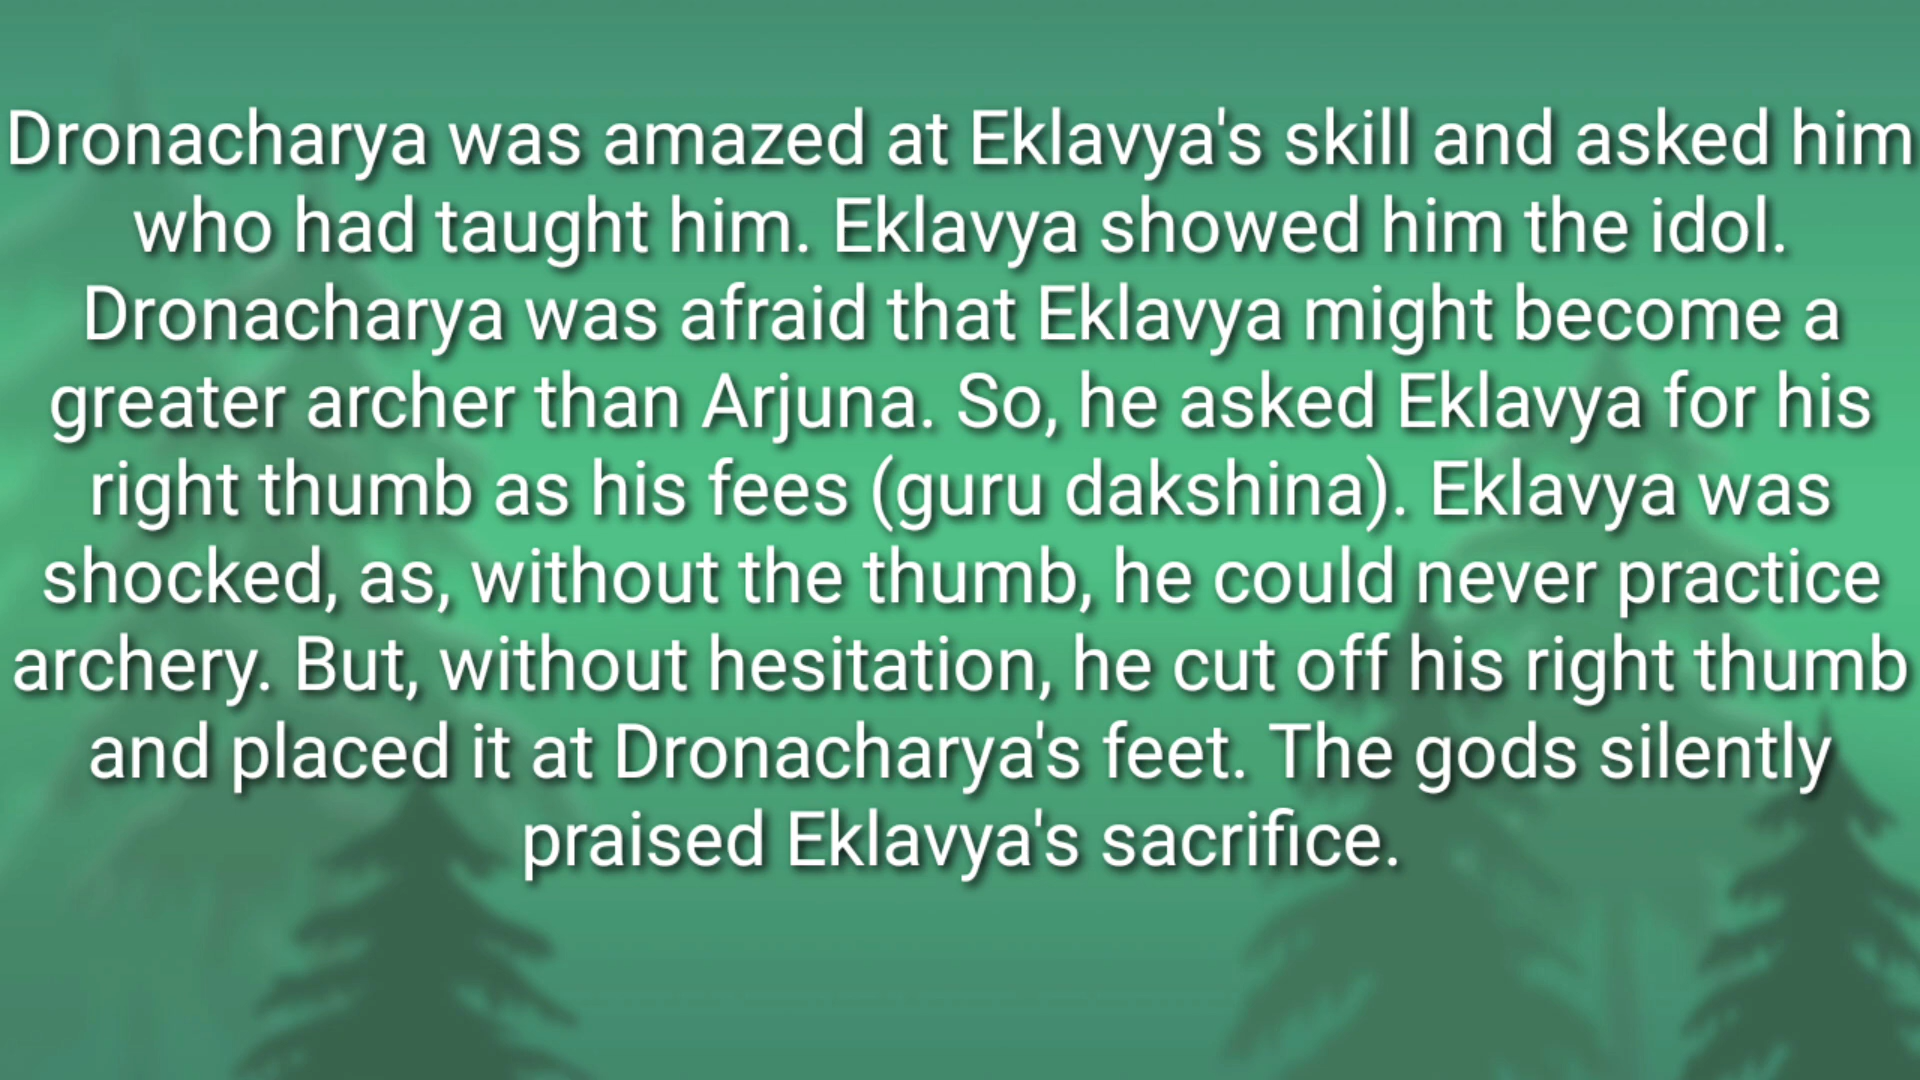 Dronacharya was amazed at Eklavya's skill and asked him
who had taught him. Eklavya showed him the idol.
Dronacharya was afraid that Eklavya might become a
greater archer than Arjuna. So, he asked Eklavya for his
right thumb as his fees (guru dakshina). Eklavya was
shocked, as, without the thumb, he could never practice
archery. But, without hesitation, he cut off his right thumb
and placed it at Dronacharya's feet. The gods silently
praised Eklavya's sacrifice.